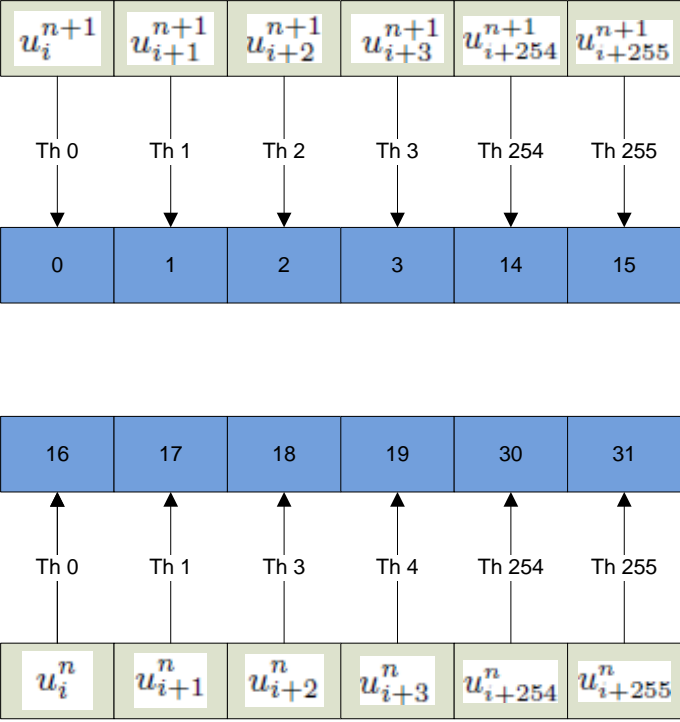 u_i^{n+1} u_{i+1}^{n+1} u_{i+2}^{n+1} u_{i+3}^{n+1} u_{i+254}^{n+1} u_{i+255}^{n+1}
Th 0 Th 1 Th 2 Th 3 Th 254 Th 255
0 1 2 3 14 15
16 17 18 19 30 31
Th 0 Th 1 Th 3 Th 4 Th 254 Th 255
u_i^n u_{i+1}^n u_{i+2}^n u_{i+3}^n u_{i+254}^n u_{i+255}^n